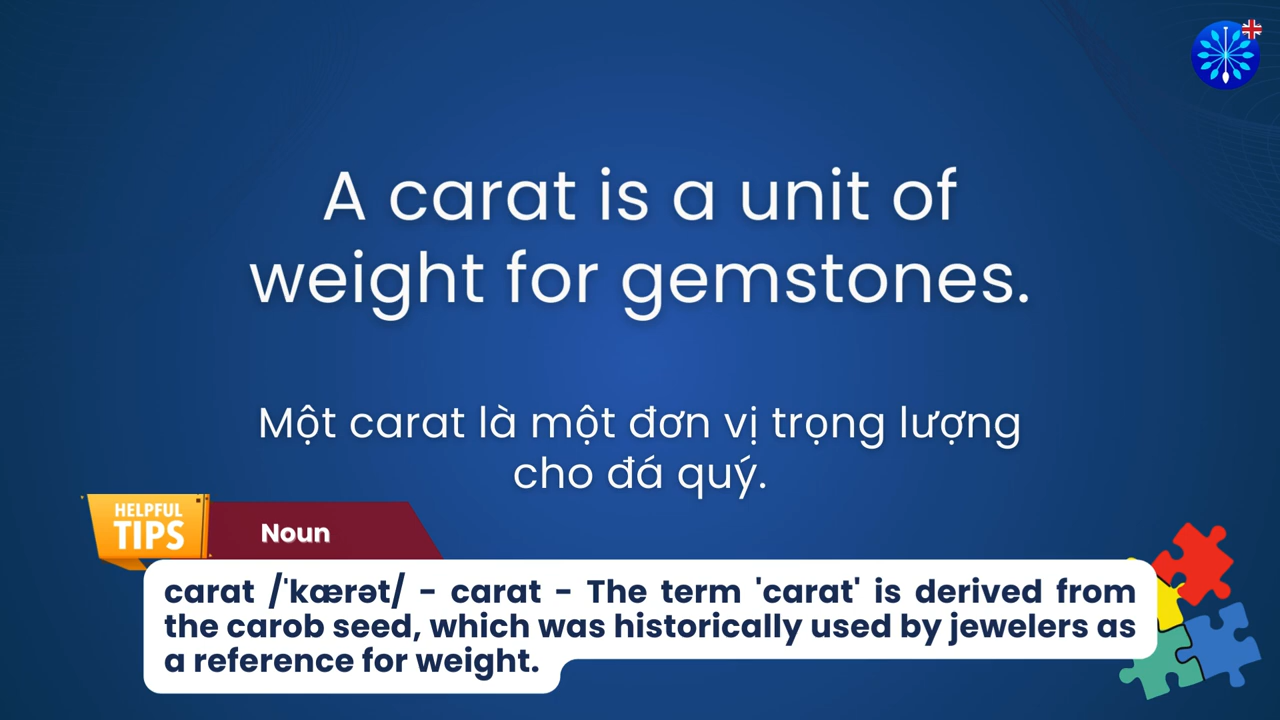 A carat is a unit of
weight for gemstones.
Một carat là một đơn vị trọng lượng
cho đá quý.
HELPFUL
TIPS
Noun
carat /ˈkærət/ - carat - The term 'carat' is derived from
the carob seed, which was historically used by jewelers as
a reference for weight.